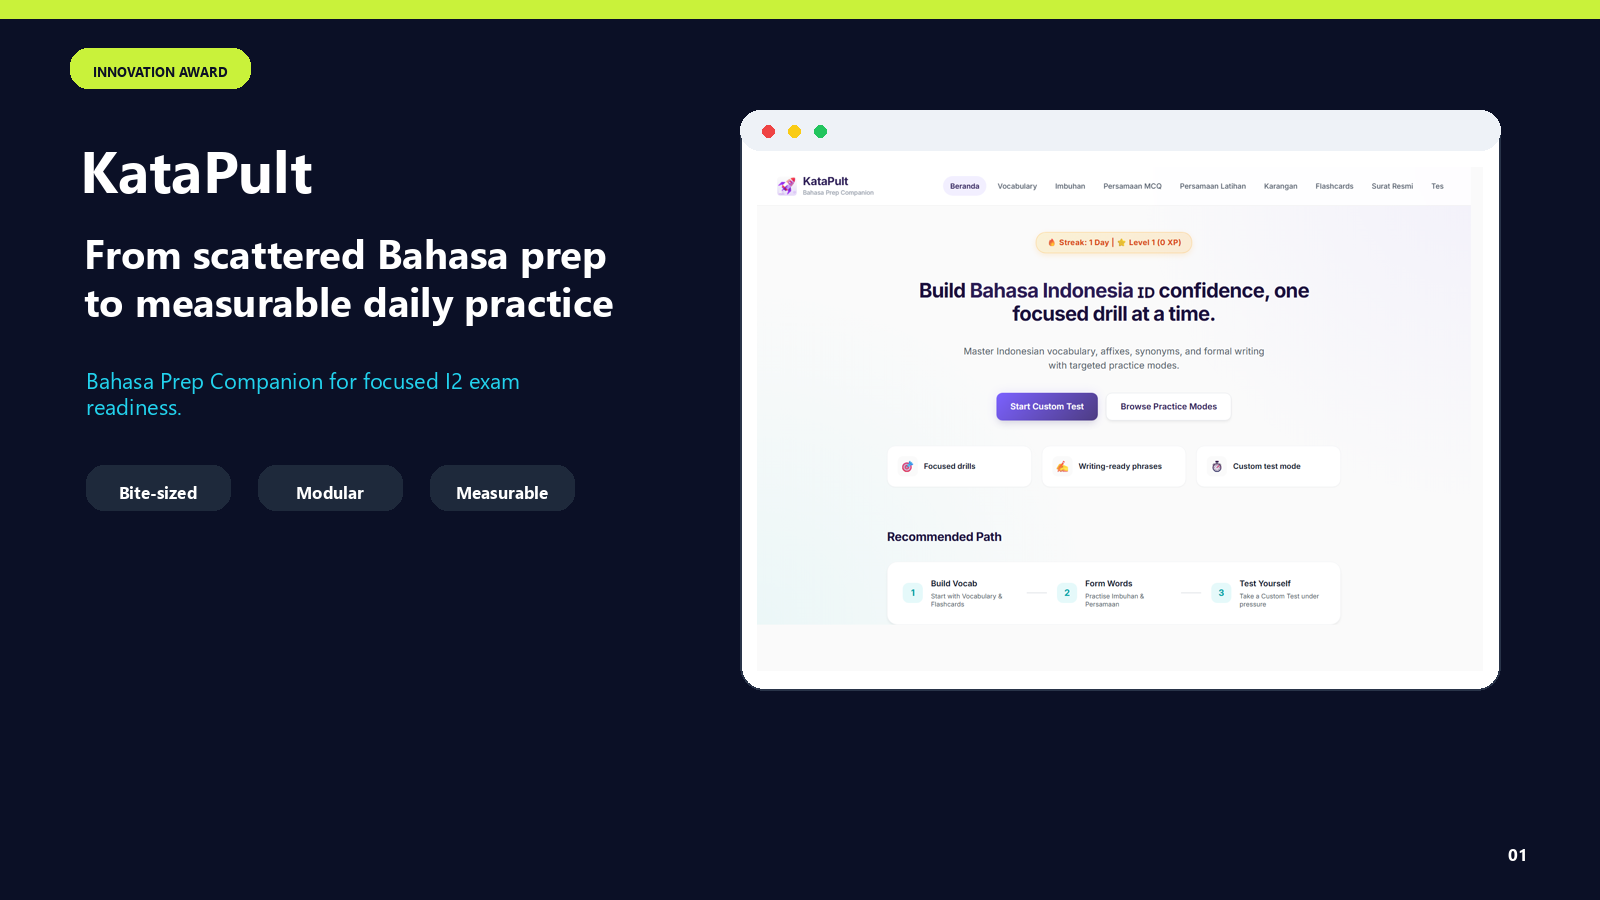 INNOVATION AWARD
KataPult
From scattered Bahasa prep
to measurable daily practice
Bahasa Prep Companion for focused I2 exam
readiness.
Bite-sized
Modular
Measurable
KataPult
Bahasa Prep Companion
Beranda
Vocabulary
Imbuhan
Persamaan MCQ
Persamaan Latihan
Karangan
Flashcards
Surat Resmi
Tes
Streak: 1 Day | ⭐ Level 1 (0 XP)
Build Bahasa Indonesia ID confidence, one
focused drill at a time.
Master Indonesian vocabulary, affixes, synonyms, and formal writing
with targeted practice modes.
Start Custom Test
Browse Practice Modes
Focused drills
Writing-ready phrases
Custom test mode
Recommended Path
1
Build Vocab
Start with Vocabulary &
Flashcards
2
Form Words
Practise Imbuhan &
Persamaan
3
Test Yourself
Take a Custom Test under
pressure
01